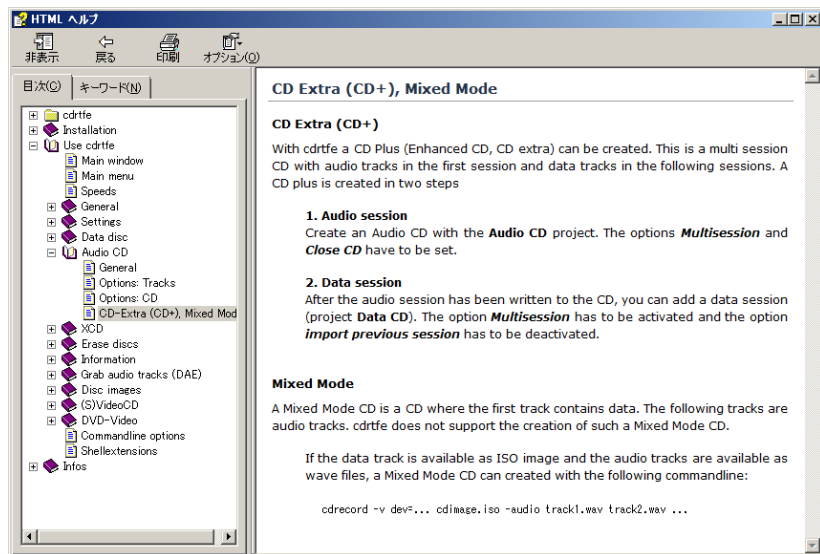 HTML ヘルプ
非表示 戻る 印刷 オプション(O)
目次(C) キーワード(N)
cdrtfe
Installation
Use cdrtfe
Main window
Main menu
Speeds
General
Settings
Data disc
Audio CD
General
Options: Tracks
Options: CD
CD-Extra (CD+), Mixed Mod
XCD
Erase discs
Information
Grab audio tracks (DAE)
Disc images
(S)VideoCD
DVD-Video
Commandline options
Shellextensions
Infos
CD Extra (CD+), Mixed Mode
CD Extra (CD+)
With cdrtfe a CD Plus (Enhanced CD, CD extra) can be created. This is a multi session
CD with audio tracks in the first session and data tracks in the following sessions. A
CD plus is created in two steps
1. Audio session
Create an Audio CD with the Audio CD project. The options Multisession and
Close CD have to be set.
2. Data session
After the audio session has been written to the CD, you can add a data session
(project Data CD). The option Multisession has to be activated and the option
import previous session has to be deactivated.
Mixed Mode
A Mixed Mode CD is a CD where the first track contains data. The following tracks are
audio tracks. cdrtfe does not support the creation of such a Mixed Mode CD.
If the data track is available as ISO image and the audio tracks are available as
wave files, a Mixed Mode CD can created with the following commandline:
cdrecord -v dev=... cdimage.iso -audio track1.wav track2.wav ...